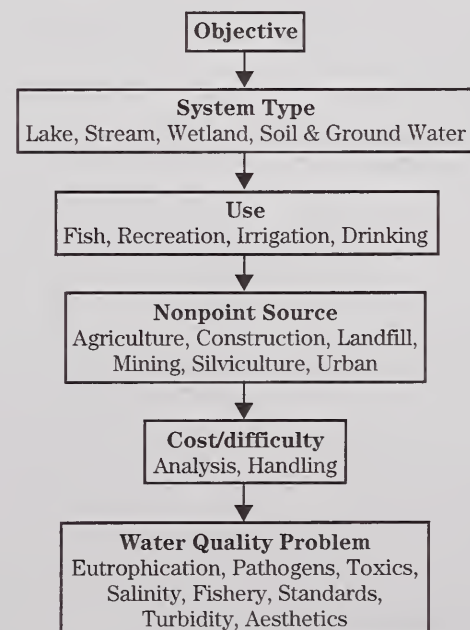 Objective
System Type
Lake, Stream, Wetland, Soil & Ground Water
Use
Fish, Recreation, Irrigation, Drinking
Nonpoint Source
Agriculture, Construction, Landfill,
Mining, Silviculture, Urban
Cost/difficulty
Analysis, Handling
Water Quality Problem
Eutrophication, Pathogens, Toxics,
Salinity, Fishery, Standards,
Turbidity, Aesthetics